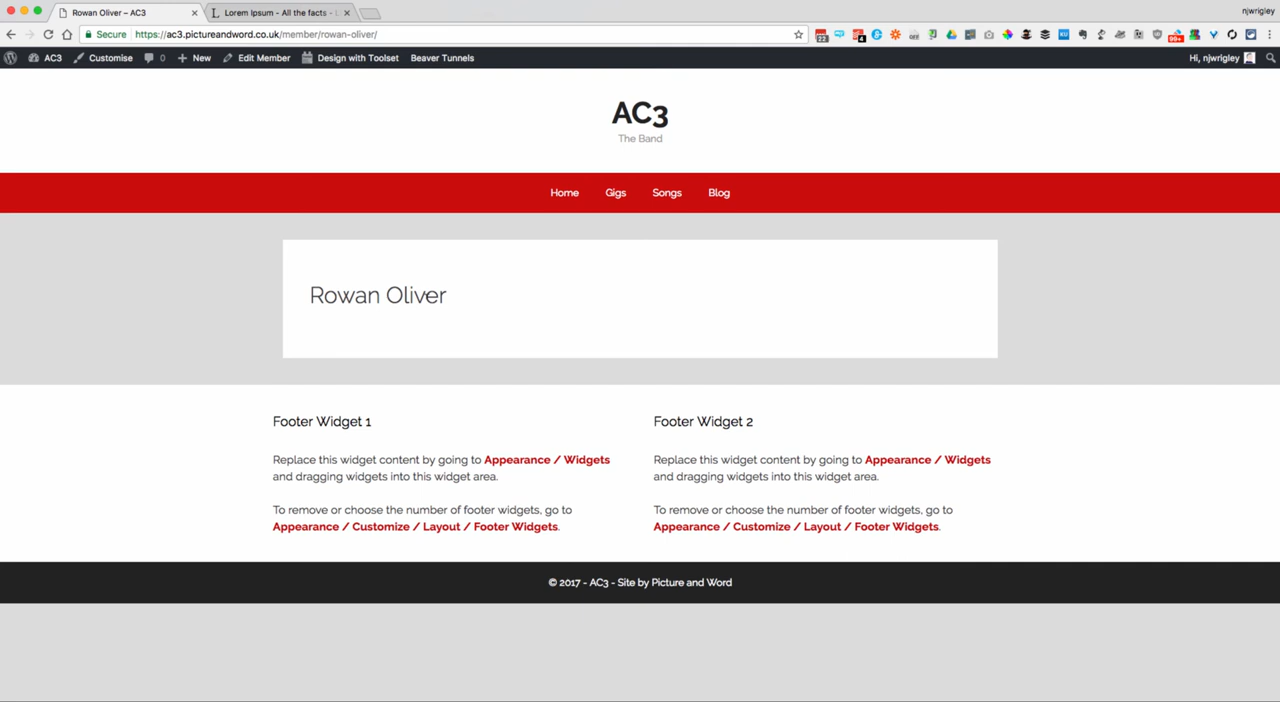 Rowan Oliver – AC3
Lorem Ipsum - All the facts -
njwrigley
Secure https://ac3.pictureandword.co.uk/member/rowan-oliver/
AC3 Customise 0 New Edit Member Design with Toolset Beaver Tunnels Hi, njwrigley
AC3
The Band
Home Gigs Songs Blog
Rowan Oliver
Footer Widget 1
Replace this widget content by going to Appearance / Widgets
and dragging widgets into this widget area.
To remove or choose the number of footer widgets, go to
Appearance / Customize / Layout / Footer Widgets.
Footer Widget 2
Replace this widget content by going to Appearance / Widgets
and dragging widgets into this widget area.
To remove or choose the number of footer widgets, go to
Appearance / Customize / Layout / Footer Widgets.
© 2017 - AC3 - Site by Picture and Word